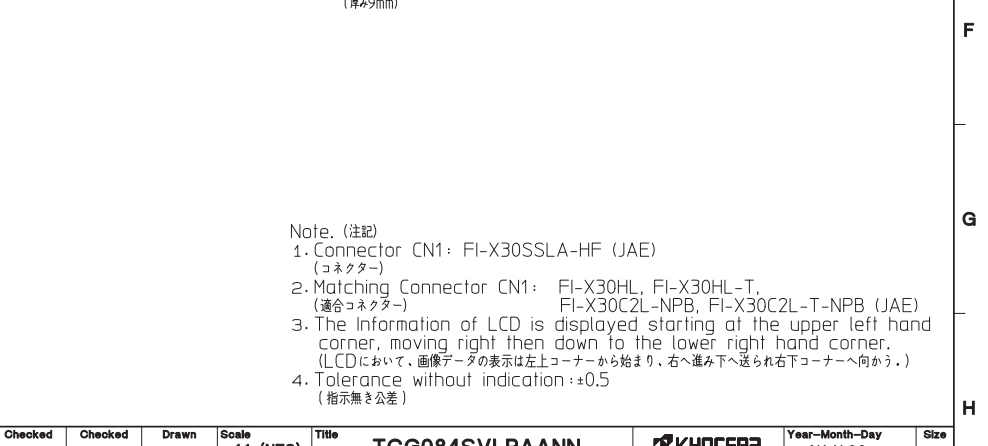 (厚み9mm)
F
G
Note. (注記)
1. Connector CN1: FI-X30SSLA-HF (JAE)
(コネクター)
2. Matching Connector CN1: FI-X30HL, FI-X30HL-T,
(適合コネクター) FI-X30C2L-NPB, FI-X30C2L-T-NPB (JAE)
3. The Information of LCD is displayed starting at the upper left hand
corner, moving right then down to the lower right hand corner.
(LCDにおいて、画像データの表示は左上コーナーから始まり、右へ進み下へ送られ右下コーナーへ向かう.)
4. Tolerance without indication:±0.5
(指示無き公差)
H
Checked Checked Drawn Scale Title Year-Month-Day Size
KYOCERA